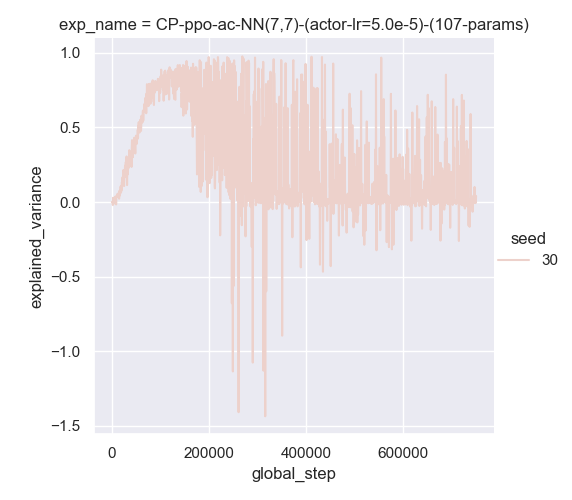 exp_name = CP-ppo-ac-NN(7,7)-(actor-lr=5.0e-5)-(107-params)
1.0
0.5
0.0
−0.5
−1.0
−1.5
explained_variance
0 200000 400000 600000
global_step
seed
30